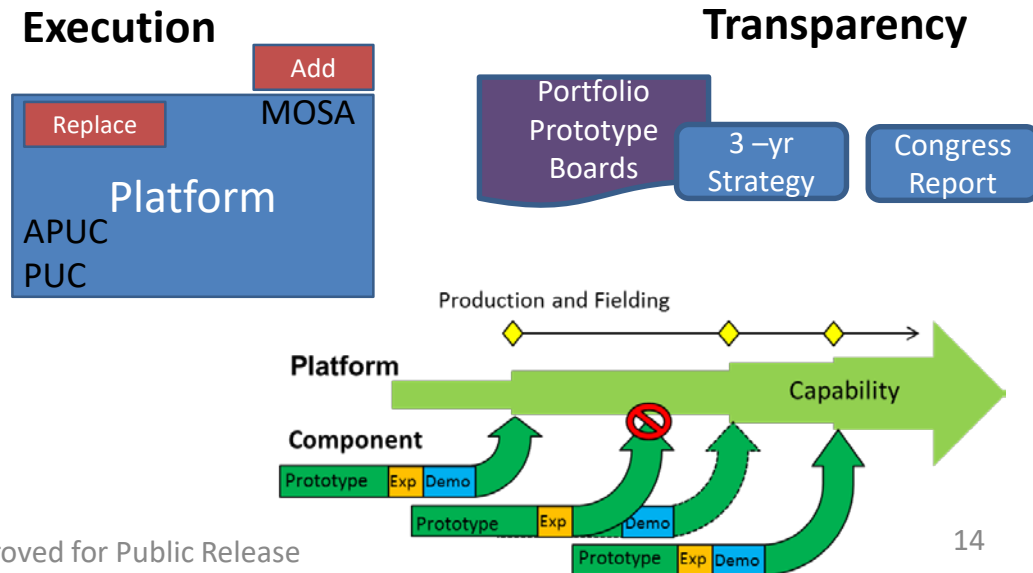 Execution
Transparency
Add
MOSA
Replace
Platform
APUC
PUC
Portfolio
Prototype
Boards
3 –yr
Strategy
Congress
Report
Production and Fielding
Platform
Capability
Component
Prototype Exp Demo
Prototype Exp Demo
Prototype Exp Demo
roved for Public Release
14